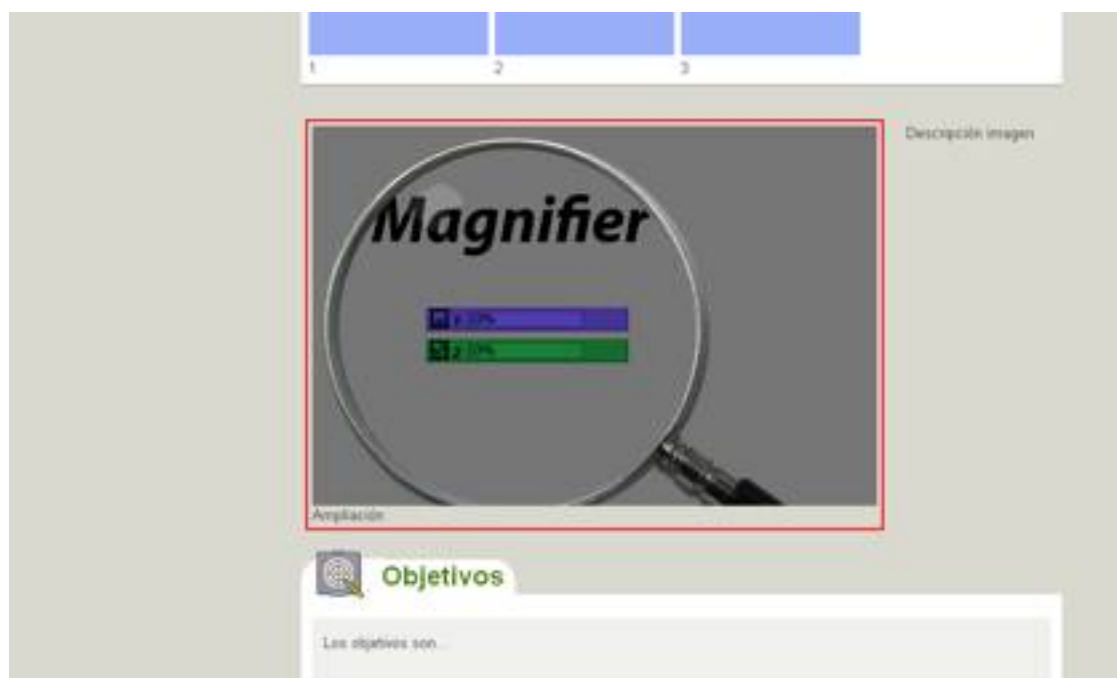 1 2 3
Descripción imagen
Magnifier
Ampliación
Objetivos
Los objetivos son...